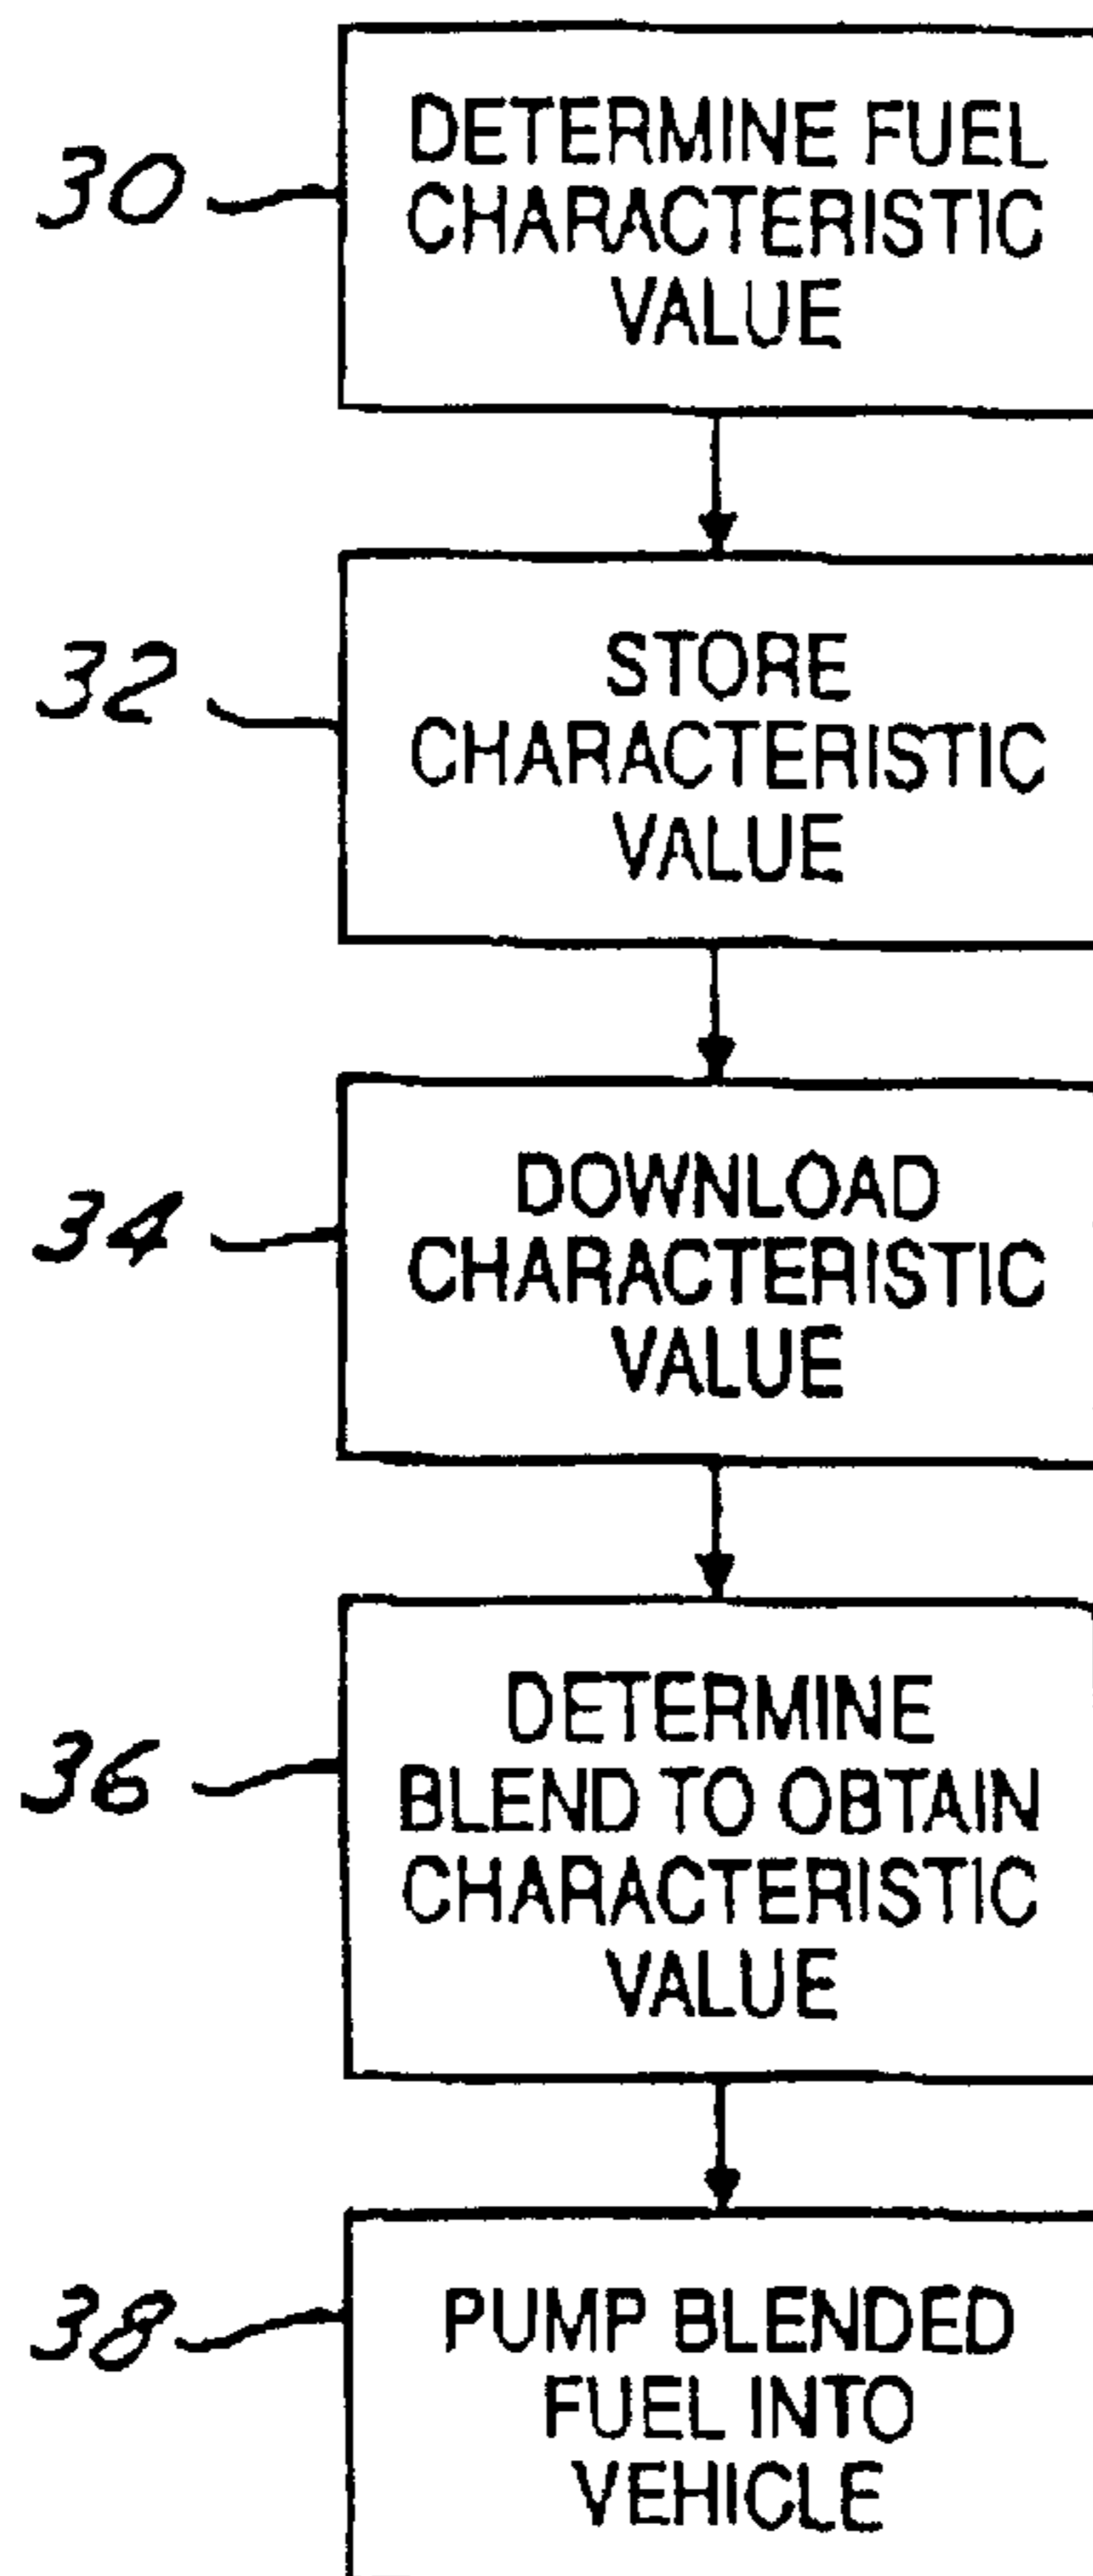 30
DETERMINE FUEL
CHARACTERISTIC
VALUE
32
STORE
CHARACTERISTIC
VALUE
34
DOWNLOAD
CHARACTERISTIC
VALUE
36
DETERMINE
BLEND TO OBTAIN
CHARACTERISTIC
VALUE
38
PUMP BLENDED
FUEL INTO
VEHICLE